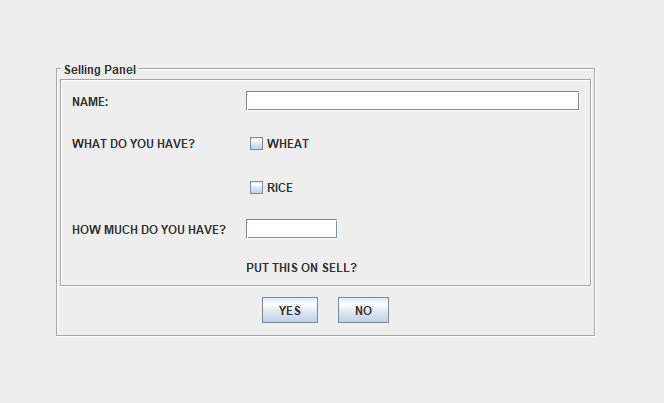 Selling Panel
NAME:
WHAT DO YOU HAVE? WHEAT
RICE
HOW MUCH DO YOU HAVE?
PUT THIS ON SELL?
YES NO